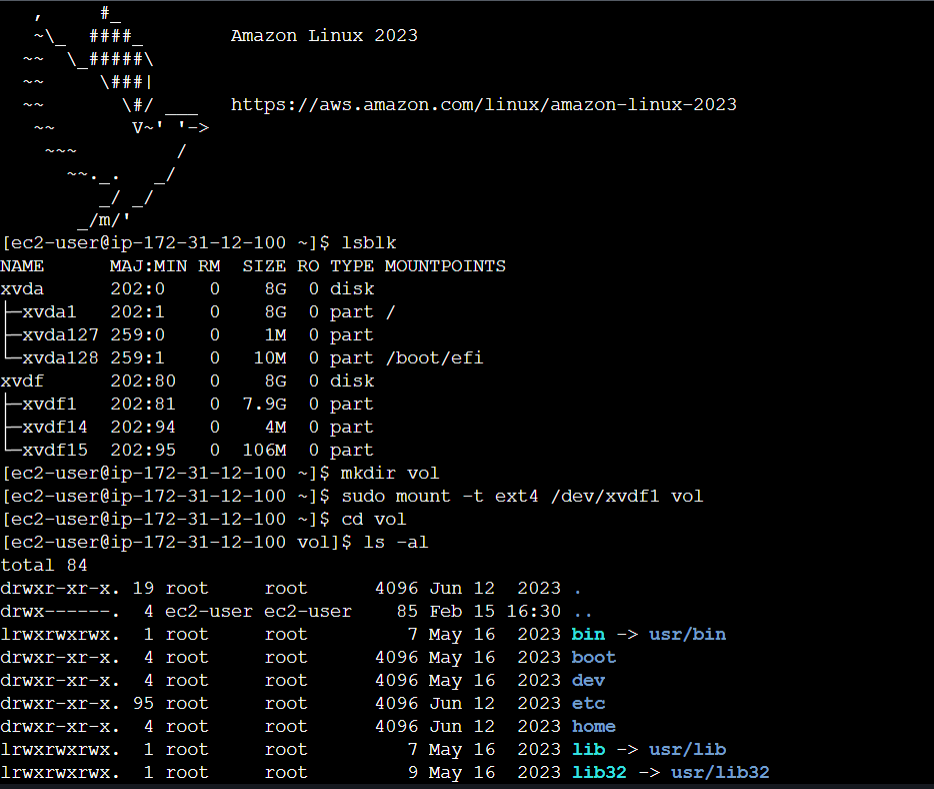 ,     #_
   ~\_  ####_        Amazon Linux 2023
  ~~  \_#####\
  ~~     \###|
  ~~       \#/ ___   https://aws.amazon.com/linux/amazon-linux-2023
   ~~       V~' '->
    ~~~         /
      ~~._.   _/
         _/ _/
       _/m/'
[ec2-user@ip-172-31-12-100 ~]$ lsblk
NAME      MAJ:MIN RM  SIZE RO TYPE MOUNTPOINTS
xvda      202:0    0    8G  0 disk
├─xvda1   202:1    0    8G  0 part /
├─xvda127 259:0    0    1M  0 part
└─xvda128 259:1    0   10M  0 part /boot/efi
xvdf      202:80   0    8G  0 disk
├─xvdf1   202:81   0  7.9G  0 part
├─xvdf14  202:94   0    4M  0 part
└─xvdf15  202:95   0  106M  0 part
[ec2-user@ip-172-31-12-100 ~]$ mkdir vol
[ec2-user@ip-172-31-12-100 ~]$ sudo mount -t ext4 /dev/xvdf1 vol
[ec2-user@ip-172-31-12-100 ~]$ cd vol
[ec2-user@ip-172-31-12-100 vol]$ ls -al
total 84
drwxr-xr-x. 19 root     root      4096 Jun 12  2023 .
drwx------.  4 ec2-user ec2-user    85 Feb 15 16:30 ..
lrwxrwxrwx.  1 root     root         7 May 16  2023 bin -> usr/bin
drwxr-xr-x.  4 root     root      4096 May 16  2023 boot
drwxr-xr-x.  4 root     root      4096 May 16  2023 dev
drwxr-xr-x. 95 root     root      4096 Jun 12  2023 etc
drwxr-xr-x.  4 root     root      4096 Jun 12  2023 home
lrwxrwxrwx.  1 root     root         7 May 16  2023 lib -> usr/lib
lrwxrwxrwx.  1 root     root         9 May 16  2023 lib32 -> usr/lib32